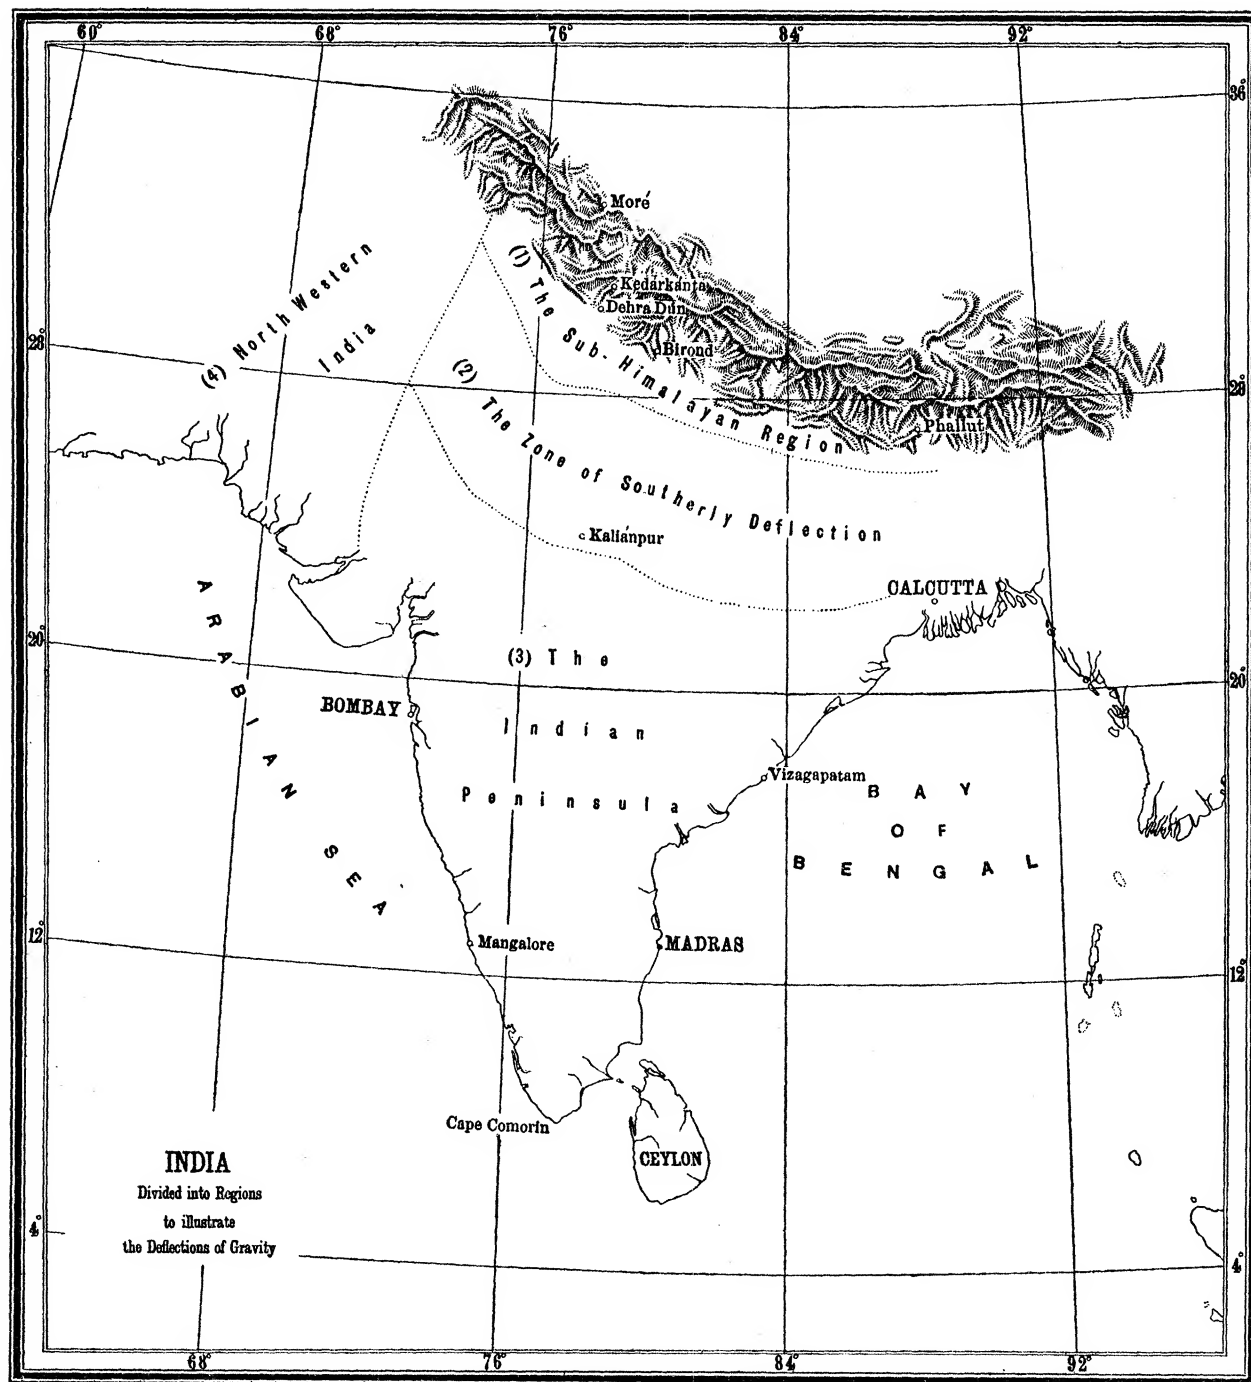 60° 68° 76° 84° 92°
36°
Moré
(1) The Sub-Himalayan Region
Kedarkanta
Dehra Dun
Birond
Phallut
(4) North Western
India
28°
28°
(2)
The Zone of Southerly Deflection
Kaliánpur
CALCUTTA
ARABIAN SEA
20°
20°
(3) The
Indian
Peninsula
BOMBAY
Vizagapatam
BAY
OF
BENGAL
12°
12°
Mangalore
MADRAS
Cape Comorin
CEYLON
INDIA
Divided into Regions
to illustrate
the Deflections of Gravity
4°
4°
68° 76° 84° 92°